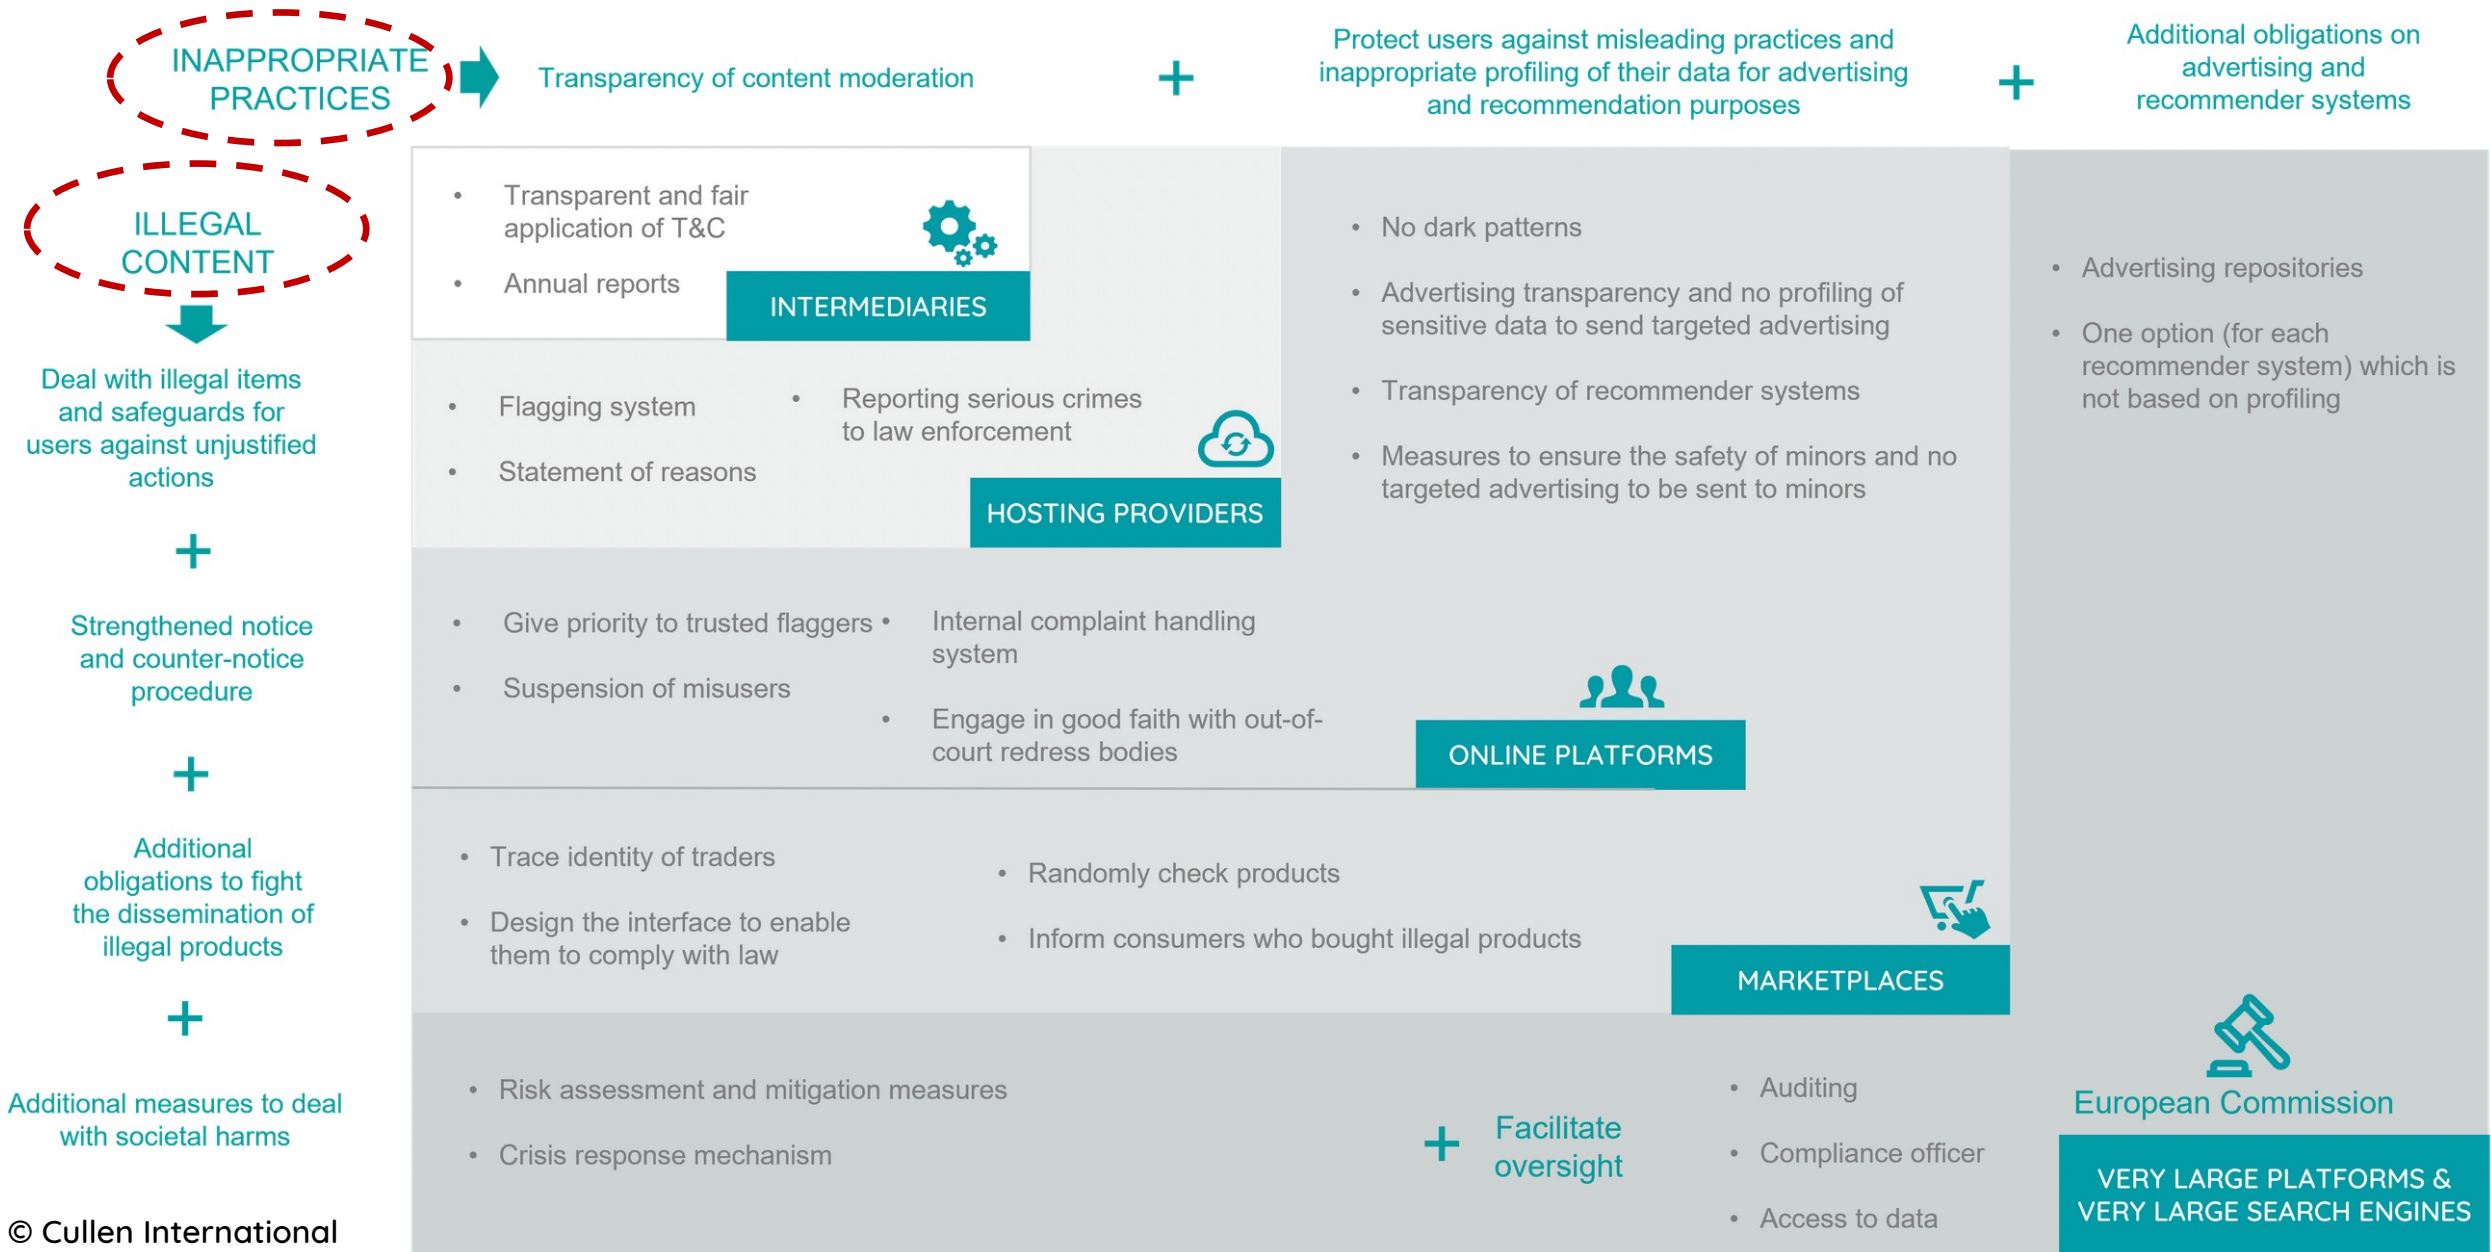 INAPPROPRIATE
PRACTICES
Transparency of content moderation
+
Protect users against misleading practices and
inappropriate profiling of their data for advertising
and recommendation purposes
+
Additional obligations on
advertising and
recommender systems
ILLEGAL
CONTENT
Deal with illegal items
and safeguards for
users against unjustified
actions
+
Strengthened notice
and counter-notice
procedure
+
Additional
obligations to fight
the dissemination of
illegal products
+
Additional measures to deal
with societal harms
• Transparent and fair
application of T&C
• Annual reports
INTERMEDIARIES
• Flagging system
• Statement of reasons
• Reporting serious crimes
to law enforcement
HOSTING PROVIDERS
• No dark patterns
• Advertising transparency and no profiling of
sensitive data to send targeted advertising
• Transparency of recommender systems
• Measures to ensure the safety of minors and no
targeted advertising to be sent to minors
• Advertising repositories
• One option (for each
recommender system) which is
not based on profiling
• Give priority to trusted flaggers
• Suspension of misusers
• Internal complaint handling
system
• Engage in good faith with out-of-
court redress bodies
ONLINE PLATFORMS
• Trace identity of traders
• Design the interface to enable
them to comply with law
• Randomly check products
• Inform consumers who bought illegal products
MARKETPLACES
• Risk assessment and mitigation measures
• Crisis response mechanism
+
Facilitate
oversight
• Auditing
• Compliance officer
• Access to data
European Commission
VERY LARGE PLATFORMS &
VERY LARGE SEARCH ENGINES
© Cullen International